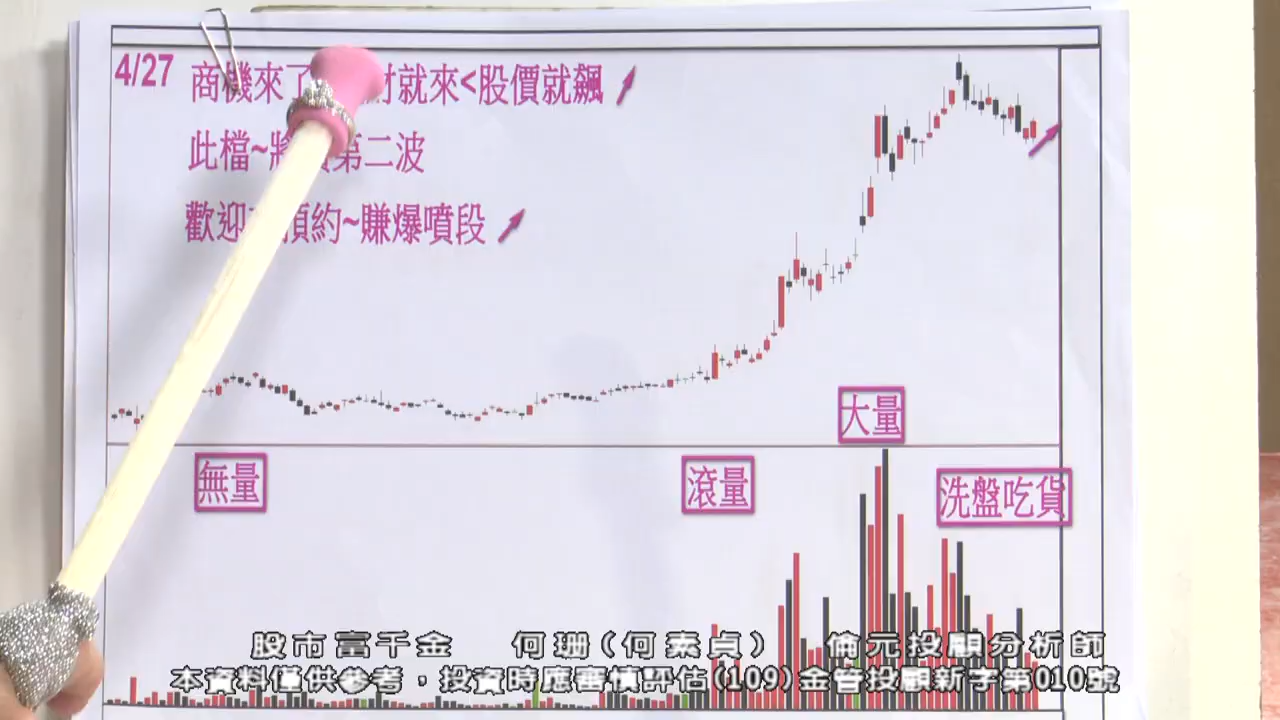 4/27 商機來了 財就來<股價就飆
此檔~將 第二波
歡迎 預約~賺爆噴段
大量
無量
滾量
洗盤吃貨
股市富千金 何珊(何素貞) 倫元投顧分析師
本資料僅供參考,投資時應審慎評估(109)金管投顧新字第010號